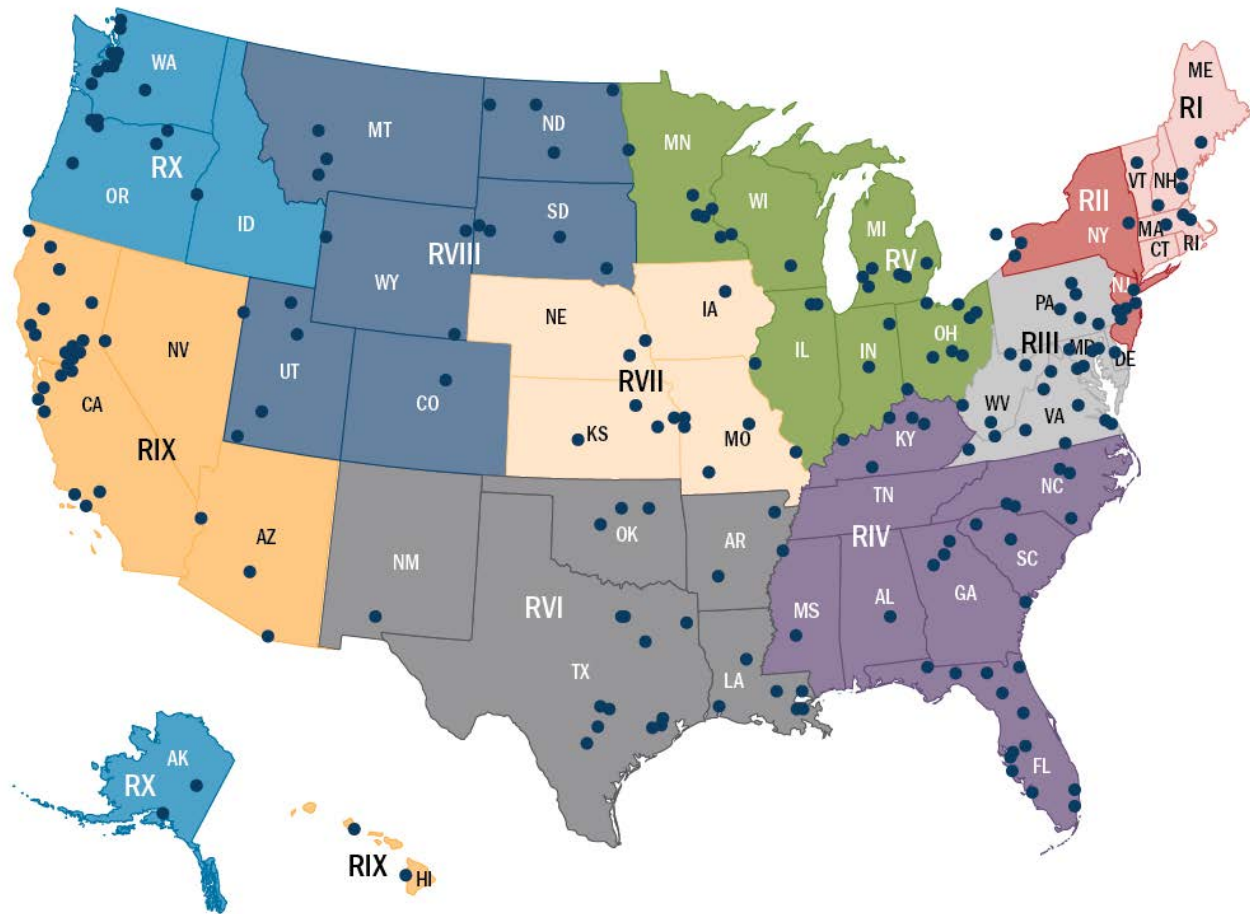 WA
MT
ND
MN
ME
RI
VT
NH
RX
OR
ID
SD
WI
MI
RII
NY
MA
CT
RI
WY
RVIII
RV
NE
IA
PA
NJ
NV
UT
CO
IL
IN
OH
RIII
MD
DE
RVII
WV
VA
CA
KS
MO
KY
RIX
TN
NC
AZ
NM
OK
AR
RIV
SC
RVI
MS
AL
GA
TX
LA
FL
AK
RX
RIX
HI